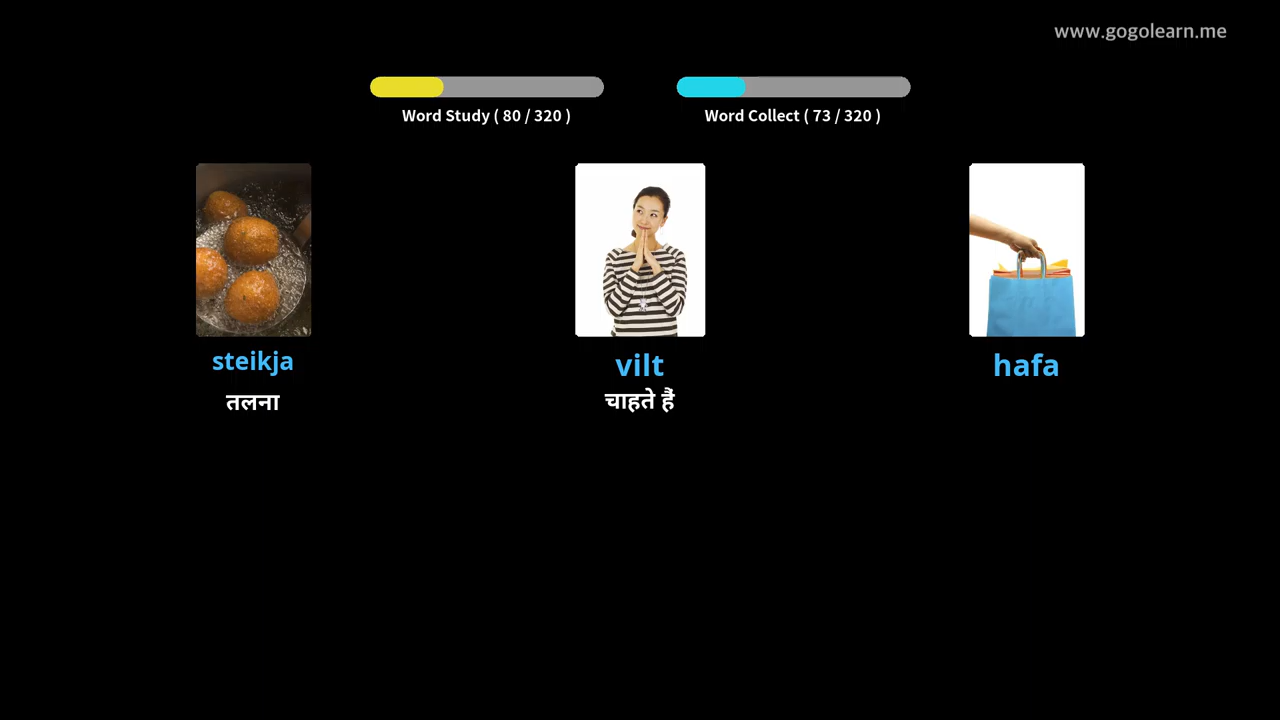 www.gogolearn.me
Word Study ( 80 / 320 )
Word Collect ( 73 / 320 )
steikja
vilt
hafa
तलना
चाहते हैं